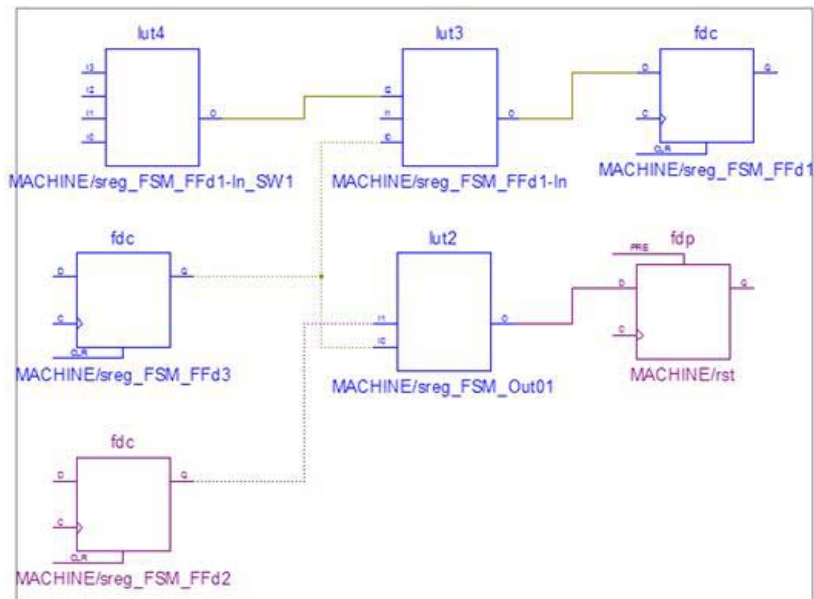 lut4
lut3
fdc
I3
I2
I1
I0
O
I2
I1
I0
O
D
Q
C
CLR
MACHINE/sreg_FSM_FFd1-In_SW1
MACHINE/sreg_FSM_FFd1-In
MACHINE/sreg_FSM_FFd1
fdc
lut2
fdp
D
Q
C
CLR
I1
I0
O
PRE
D
Q
C
MACHINE/sreg_FSM_FFd3
MACHINE/sreg_FSM_Out01
MACHINE/rst
fdc
D
Q
C
CLR
MACHINE/sreg_FSM_FFd2